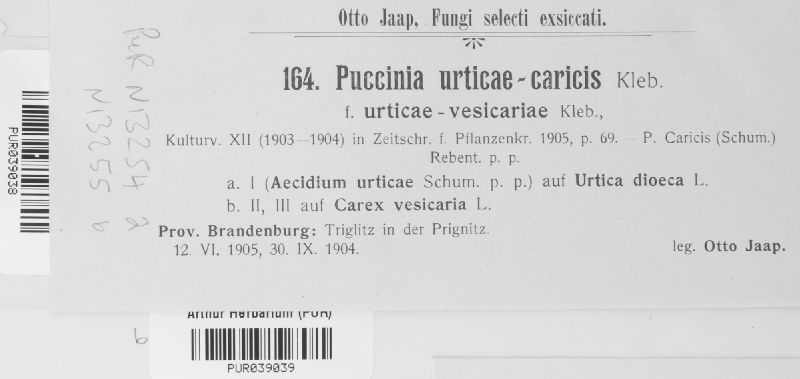 Otto Jaap, Fungi selecti exsiccati.
164. Puccinia urticae-caricis Kleb.
f. urticae-vesicariae Kleb.,
Kulturv. XII (1903—1904) in Zeitschr. f. Pflanzenkr. 1905, p. 69. — P. Caricis (Schum.)
Rebent. p. p.
a. I (Aecidium urticae Schum. p. p.) auf Urtica dioeca L.
b. II, III auf Carex vesicaria L.
Prov. Brandenburg: Triglitz in der Prignitz.
12. VI. 1905, 30. IX. 1904.
leg. Otto Jaap.
PUR N13254 a
N13255 b
PUR039038
Arthur Herbarium (PUR)
PUR039039
a